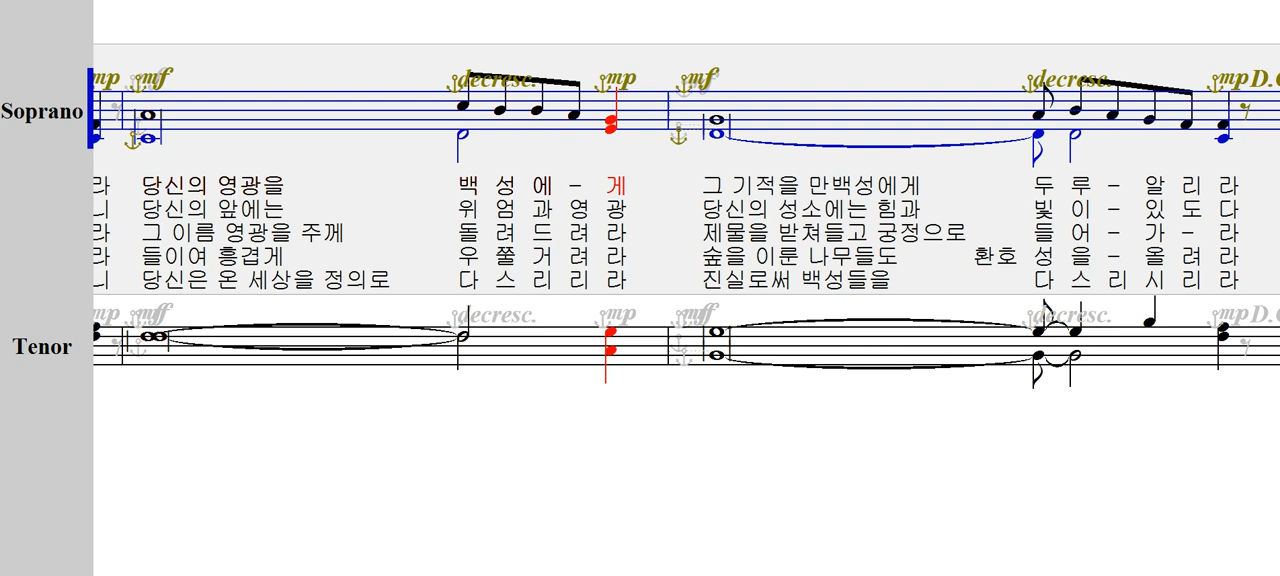 mp mf decresc. mp mf decresc. mp D.C
Soprano
라 당신의 영광을 백 성 에 - 게 그 기적을 만백성에게 두 루 - 알 리 라
니 당신의 앞에는 위 엄 과 영 광 당신의 성소에는 힘과 빛 이 - 있 도 다
라 그 이름 영광을 주께 돌 려 드 려 라 제물을 받쳐들고 궁정으로 들 어 - 가 - 라
라 들이여 흥겹게 우 쭐 거 려 라 숲을 이룬 나무들도 환호 성 을 - 올 려 라
니 당신은 온 세상을 정의로 다 스 리 리 라 진실로써 백성들을 다 스 리 시 리 라
mp decresc. mp decresc. mp D.C
Tenor